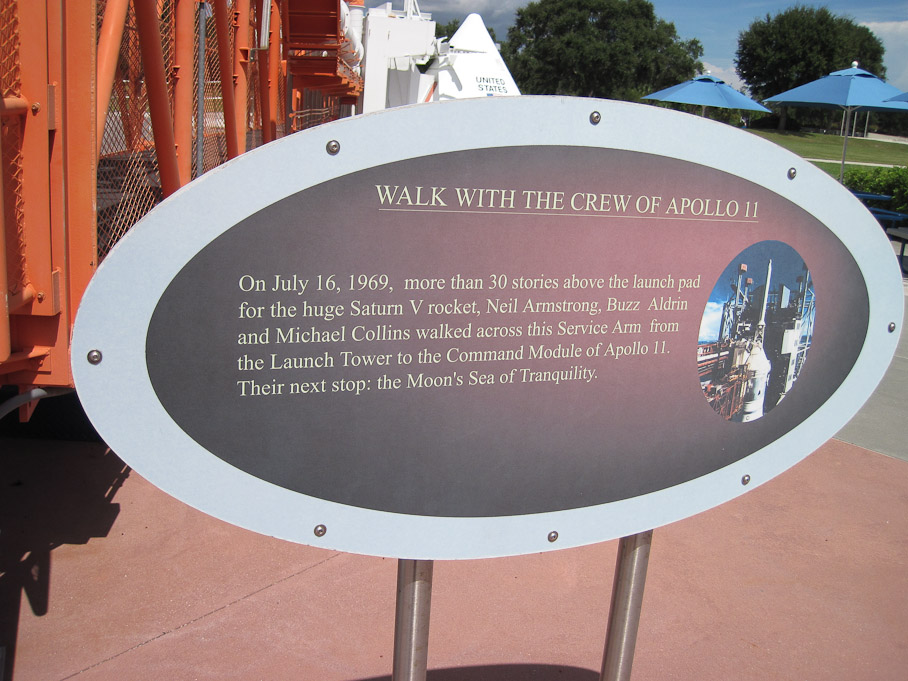 UNITED
STATES
WALK WITH THE CREW OF APOLLO 11
On July 16, 1969, more than 30 stories above the launch pad
for the huge Saturn V rocket, Neil Armstrong, Buzz Aldrin
and Michael Collins walked across this Service Arm from
the Launch Tower to the Command Module of Apollo 11.
Their next stop: the Moon's Sea of Tranquility.